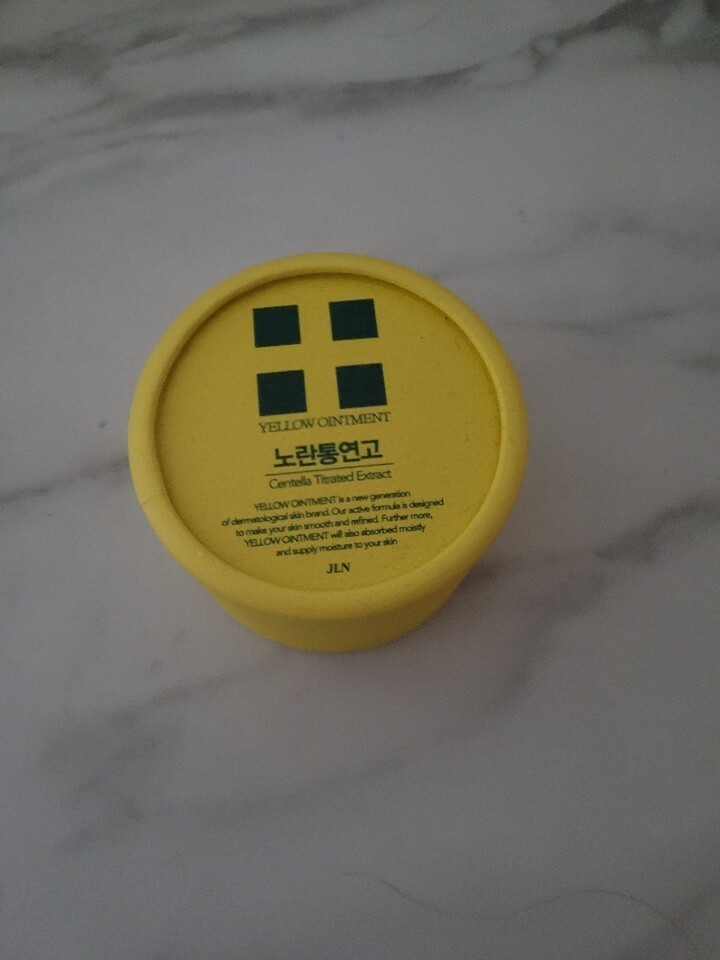 YELLOW OINTMENT
노란통연고
Centella Titrated Extract
YELLOW OINTMENT is a new generation
of dermatological skin brand. Our active formula is designed
to make your skin smooth and refined. Further more,
YELLOW OINTMENT will also absorbed moistly
and supply moisture to your skin
JLN